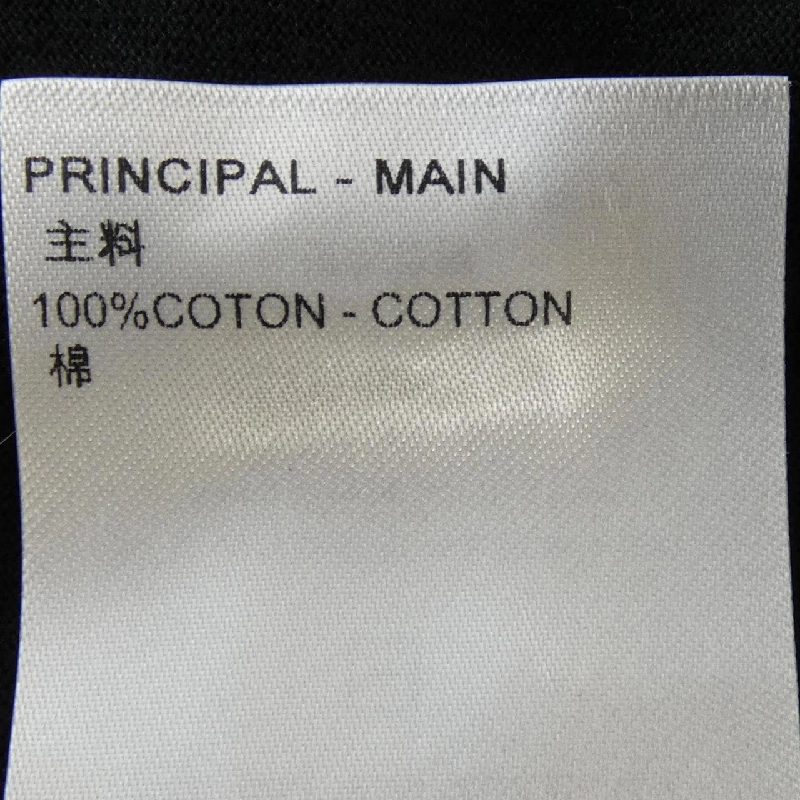 PRINCIPAL - MAIN
主料
100%COTON - COTTON
棉